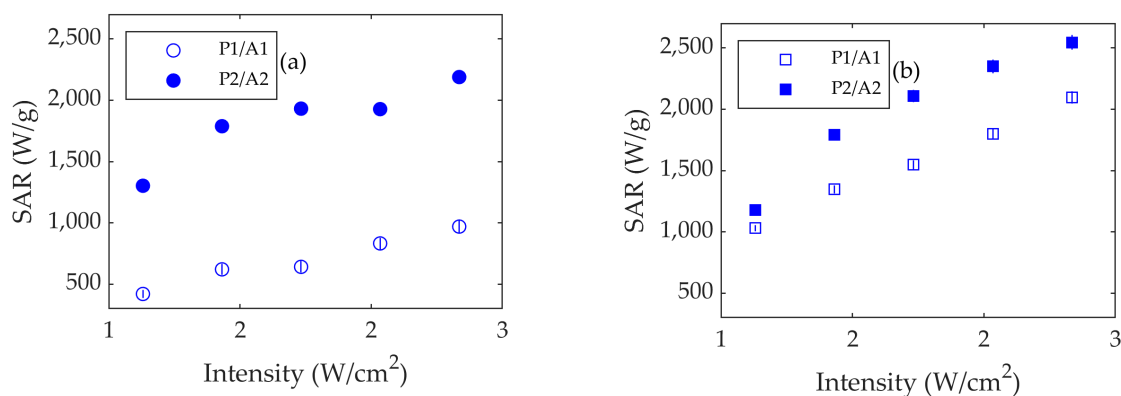 2,500
2,000
1,500
1,000
500
SAR (W/g)
P1/A1
P2/A2
(a)
1
2
2
3
Intensity (W/cm²)
2,500
2,000
1,500
1,000
500
SAR (W/g)
P1/A1
P2/A2
(b)
1
2
2
3
Intensity (W/cm²)